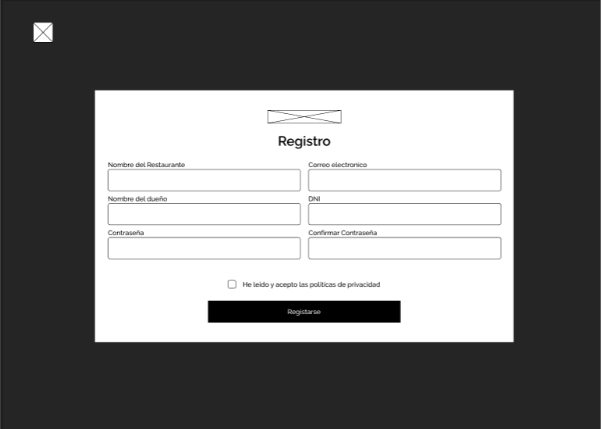 Registro
Nombre del Restaurante
Correo electronico
Nombre del dueño
DNI
Contraseña
Confirmar Contraseña
He leido y acepto las politicas de privacidad
Registarse